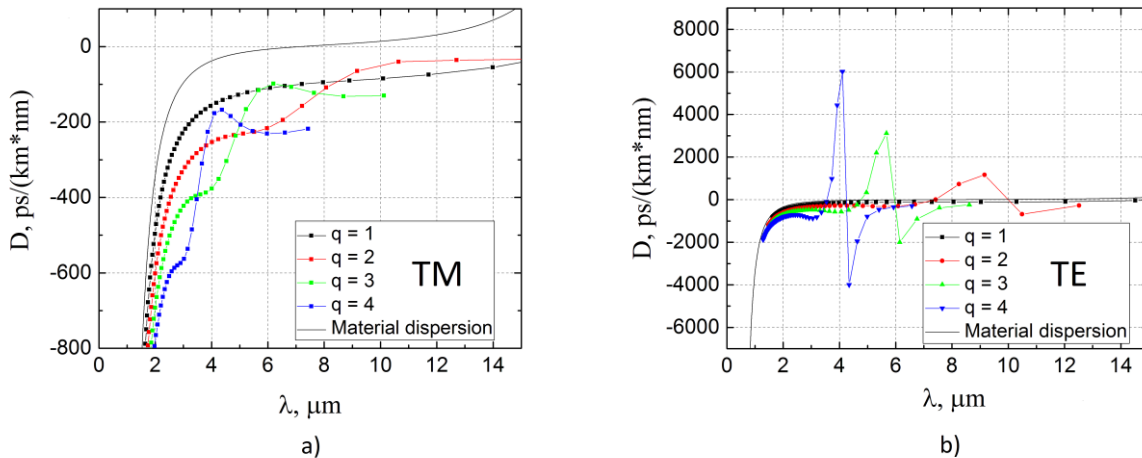 0
-200
-400
-600
-800
D, ps/(km*nm)
0 2 4 6 8 10 12 14
λ, μm
q = 1
q = 2
q = 3
q = 4
Material dispersion
TM
a)
8000
6000
4000
2000
0
-2000
-4000
-6000
D, ps/(km*nm)
0 2 4 6 8 10 12 14
λ, μm
q = 1
q = 2
q = 3
q = 4
Material dispersion
TE
b)